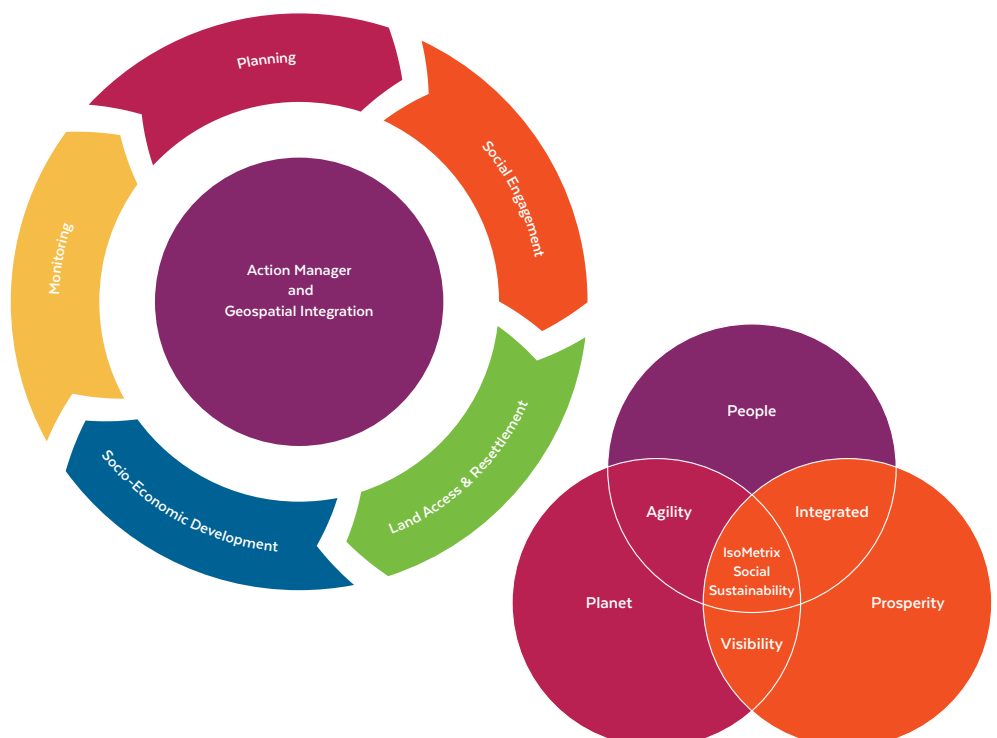 Planning
Social Engagement
Monitoring
Action Manager
and
Geospatial Integration
Land Access & Resettlement
Socio-Economic Development
People
Agility
Integrated
IsoMetrix
Social
Sustainability
Planet
Prosperity
Visibility